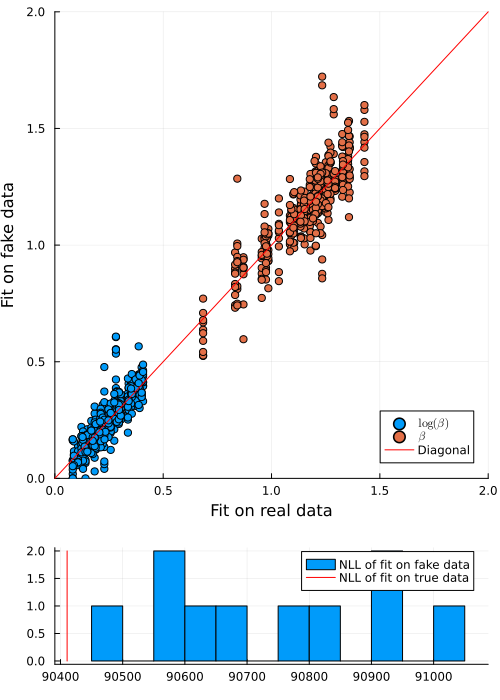 2.0
1.5
1.0
0.5
0.0
Fit on fake data
0.0 0.5 1.0 1.5 2.0
Fit on real data
log(β)
β
Diagonal
2.0
1.5
1.0
0.5
0.0
NLL of fit on fake data
NLL of fit on true data
90400 90500 90600 90700 90800 90900 91000